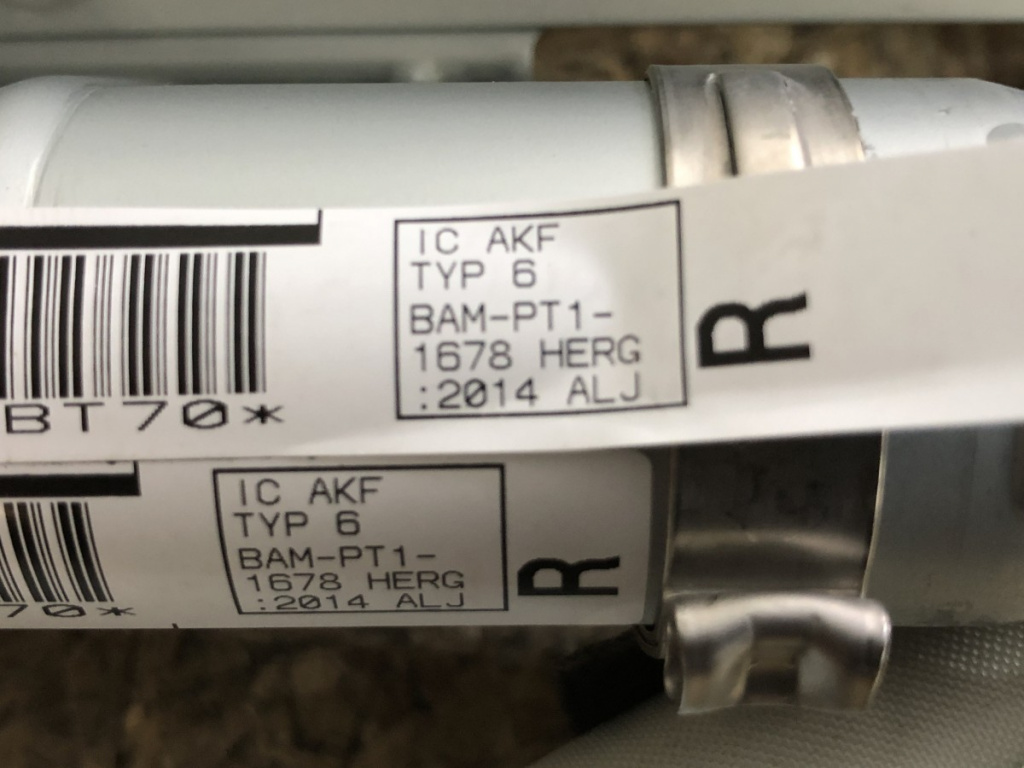 IC AKF
TYP 6
BAM-PT1-
1678 HERG
:2014 ALJ
R
BT70*
IC AKF
TYP 6
BAM-PT1-
1678 HERG
:2014 ALJ
R
70*